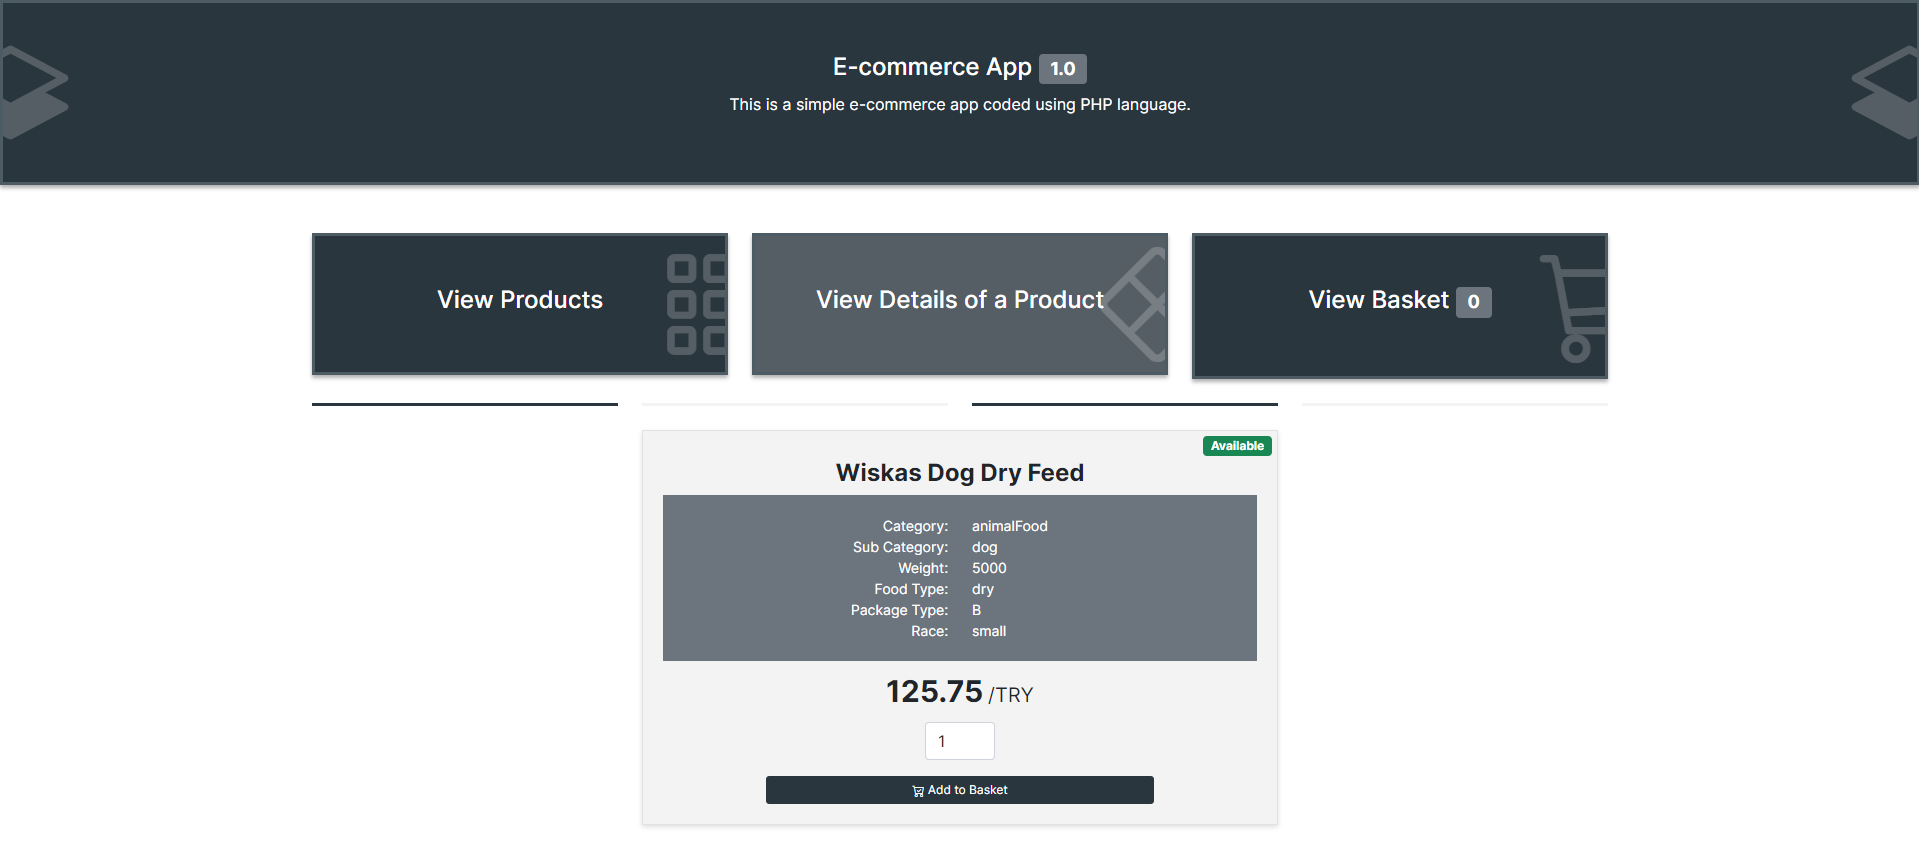 E-commerce App 1.0
This is a simple e-commerce app coded using PHP language.
View Products
View Details of a Product
View Basket 0
Available
Wiskas Dog Dry Feed
Category: animalFood
Sub Category: dog
Weight: 5000
Food Type: dry
Package Type: B
Race: small
125.75 /TRY
1
Add to Basket